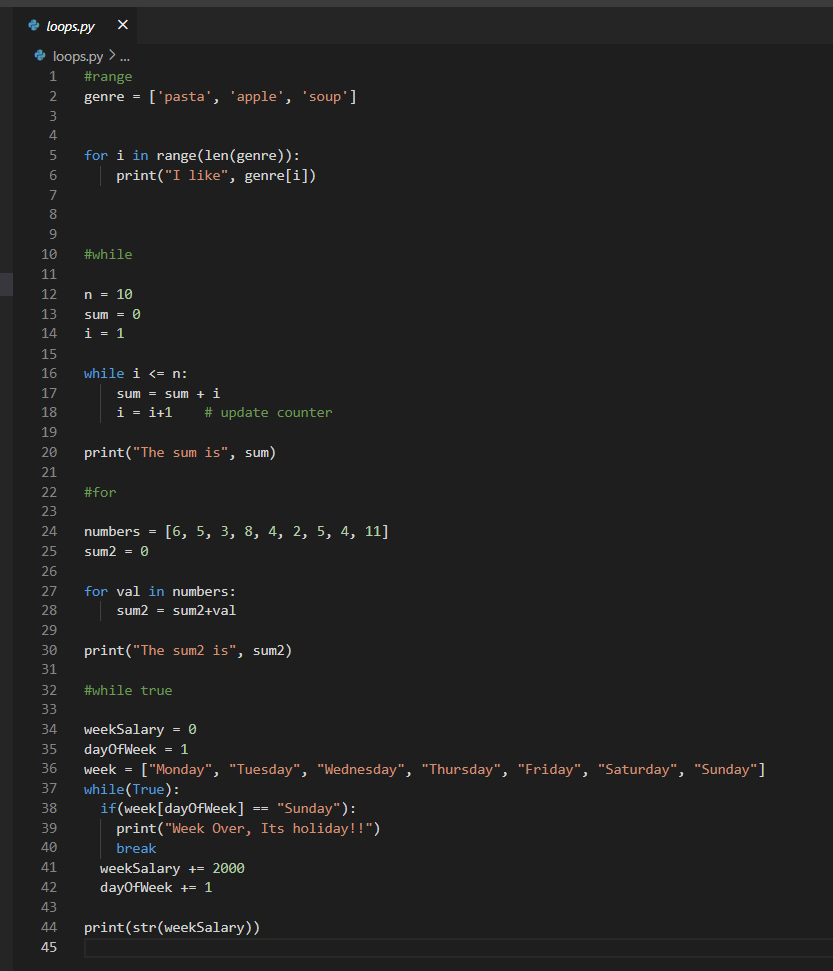 loops.py ×
loops.py > ...
1 #range
2 genre = ['pasta', 'apple', 'soup']
3
4
5 for i in range(len(genre)):
6     print("I like", genre[i])
7
8
9
10 #while
11
12 n = 10
13 sum = 0
14 i = 1
15
16 while i <= n:
17     sum = sum + i
18     i = i+1    # update counter
19
20 print("The sum is", sum)
21
22 #for
23
24 numbers = [6, 5, 3, 8, 4, 2, 5, 4, 11]
25 sum2 = 0
26
27 for val in numbers:
28     sum2 = sum2+val
29
30 print("The sum2 is", sum2)
31
32 #while true
33
34 weekSalary = 0
35 dayOfWeek = 1
36 week = ["Monday", "Tuesday", "Wednesday", "Thursday", "Friday", "Saturday", "Sunday"]
37 while(True):
38   if(week[dayOfWeek] == "Sunday"):
39     print("Week Over, Its holiday!!")
40     break
41   weekSalary += 2000
42   dayOfWeek += 1
43
44 print(str(weekSalary))
45